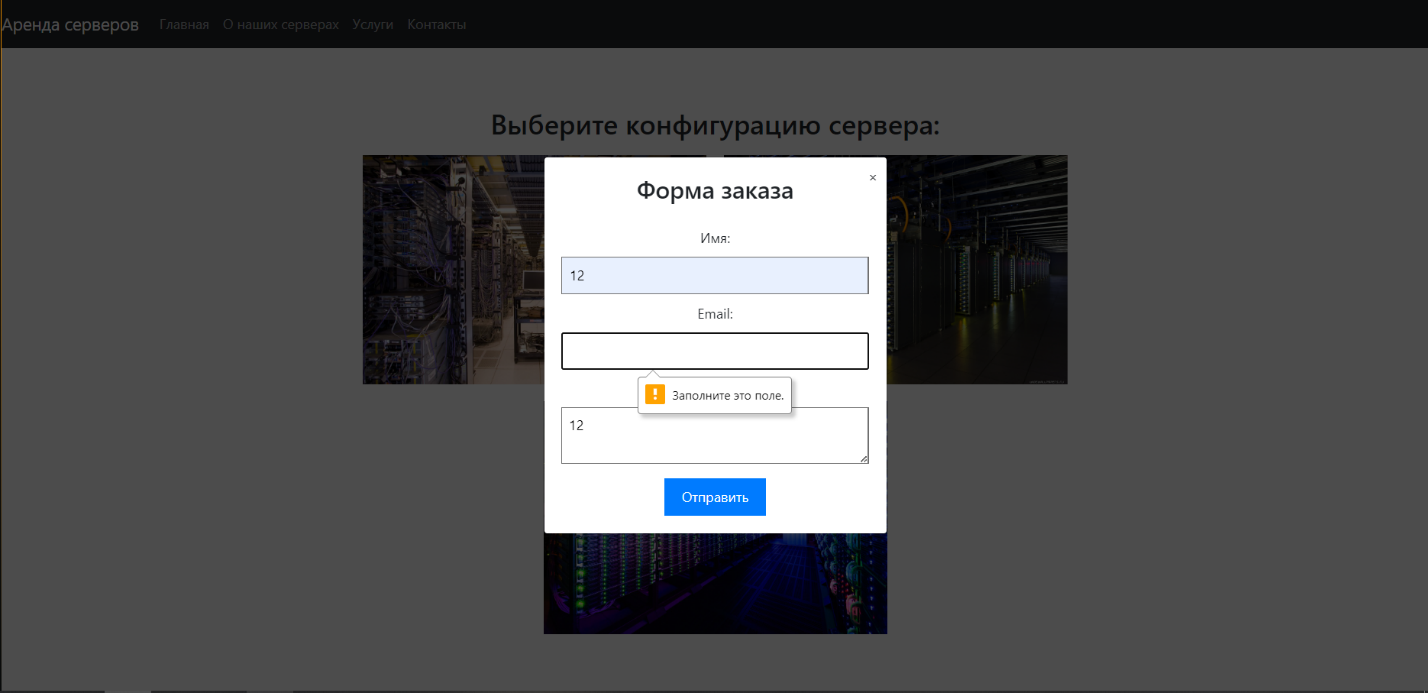 Аренда серверов Главная О наших серверах Услуги Контакты
Выберите конфигурацию сервера:
×
Форма заказа
Имя:
12
Email:
Заполните это поле.
12
Отправить